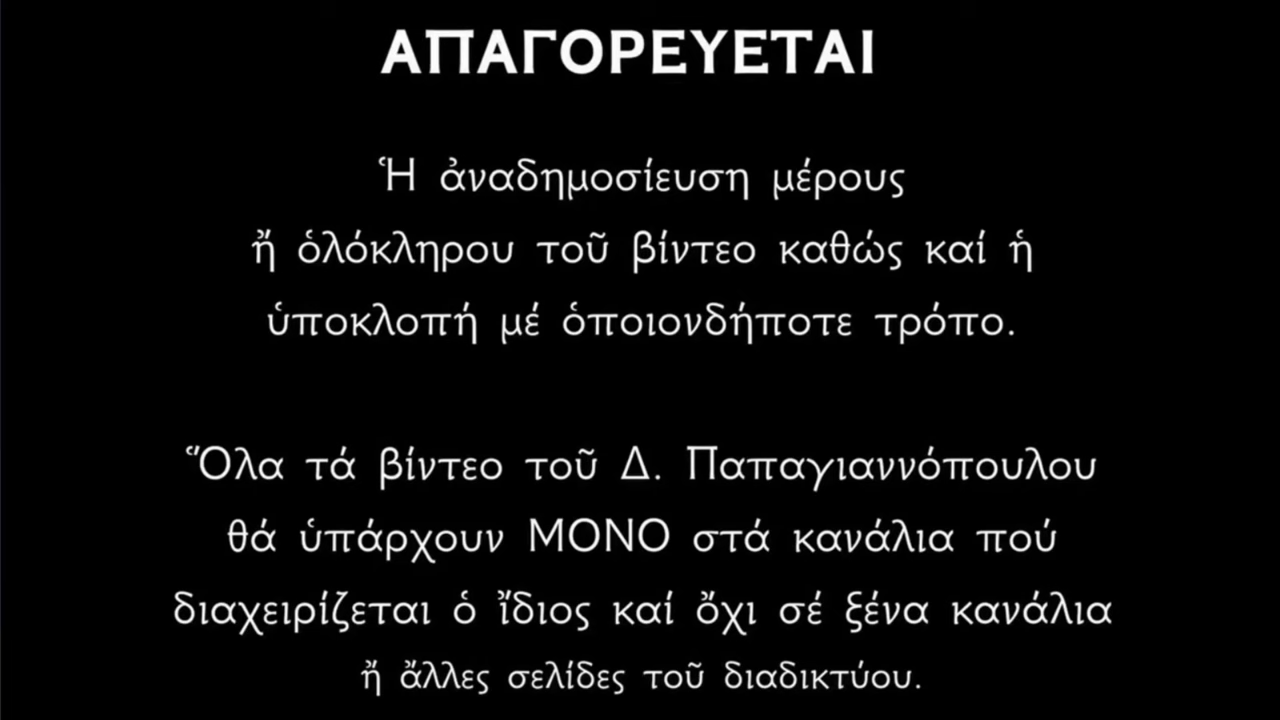 ΑΠΑΓΟΡΕΥΕΤΑΙ
Ἡ ἀναδημοσίευση μέρους
ἤ ὁλόκληρου τοῦ βίντεο καθώς καί ἡ
ὑποκλοπή μέ ὁποιονδήποτε τρόπο.
Ὅλα τά βίντεο τοῦ Δ. Παπαγιαννόπουλου
θά ὑπάρχουν ΜΟΝΟ στά κανάλια πού
διαχειρίζεται ὁ ἴδιος καί ὄχι σέ ξένα κανάλια
ἤ ἄλλες σελίδες τοῦ διαδικτύου.